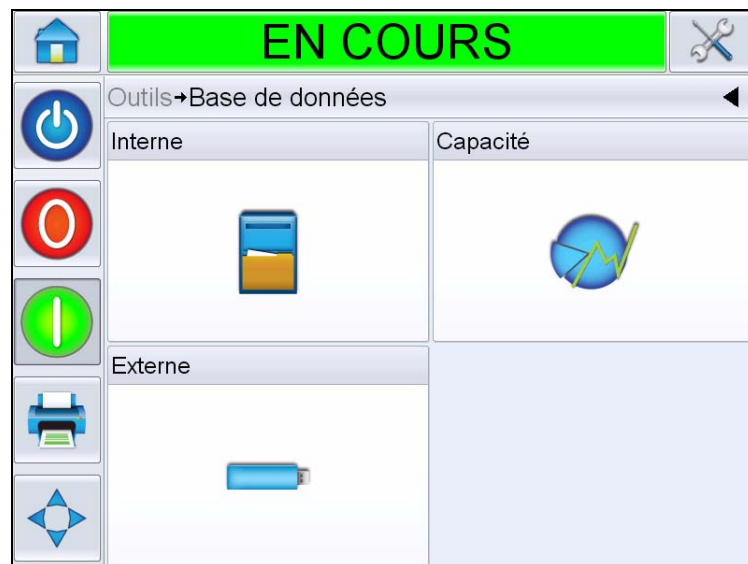 EN COURS
Outils→Base de données
Interne
Capacité
Externe